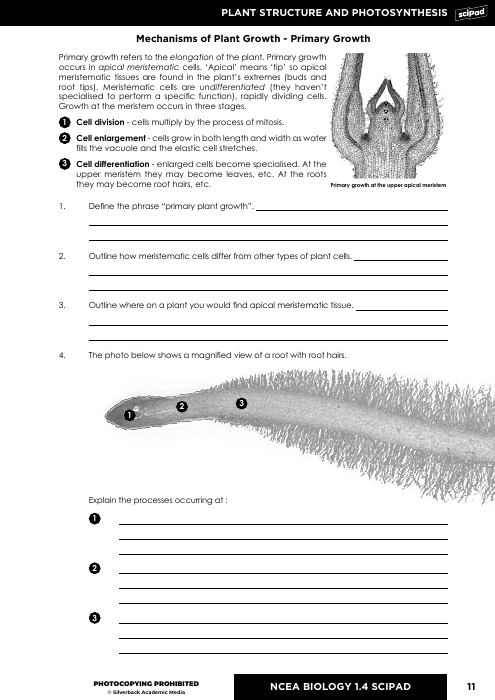 PLANT STRUCTURE AND PHOTOSYNTHESIS scipad
Mechanisms of Plant Growth - Primary Growth
Primary growth refers to the elongation of the plant. Primary growth
occurs in apical meristematic cells. ‘Apical’ means ‘tip’ so apical
meristematic tissues are found in the plant’s extremes (buds and
root tips). Meristematic cells are undifferentiated (they haven’t
specialised to perform a specific function), rapidly dividing cells.
Growth at the meristem occurs in three stages.
1 Cell division - cells multiply by the process of mitosis.
2 Cell enlargement - cells grow in both length and width as water
fills the vacuole and the elastic cell stretches.
3 Cell differentiation - enlarged cells become specialised. At the
upper meristem they may become leaves, etc. At the roots
they may become root hairs, etc.
Primary growth at the upper apical meristem
1. Define the phrase “primary plant growth”.
2. Outline how meristematic cells differ from other types of plant cells.
3. Outline where on a plant you would find apical meristematic tissue.
4. The photo below shows a magnified view of a root with root hairs.
1 2 3
Explain the processes occurring at :
1
2
3
PHOTOCOPYING PROHIBITED
© Silverback Academic Media
NCEA BIOLOGY 1.4 SCIPAD
11